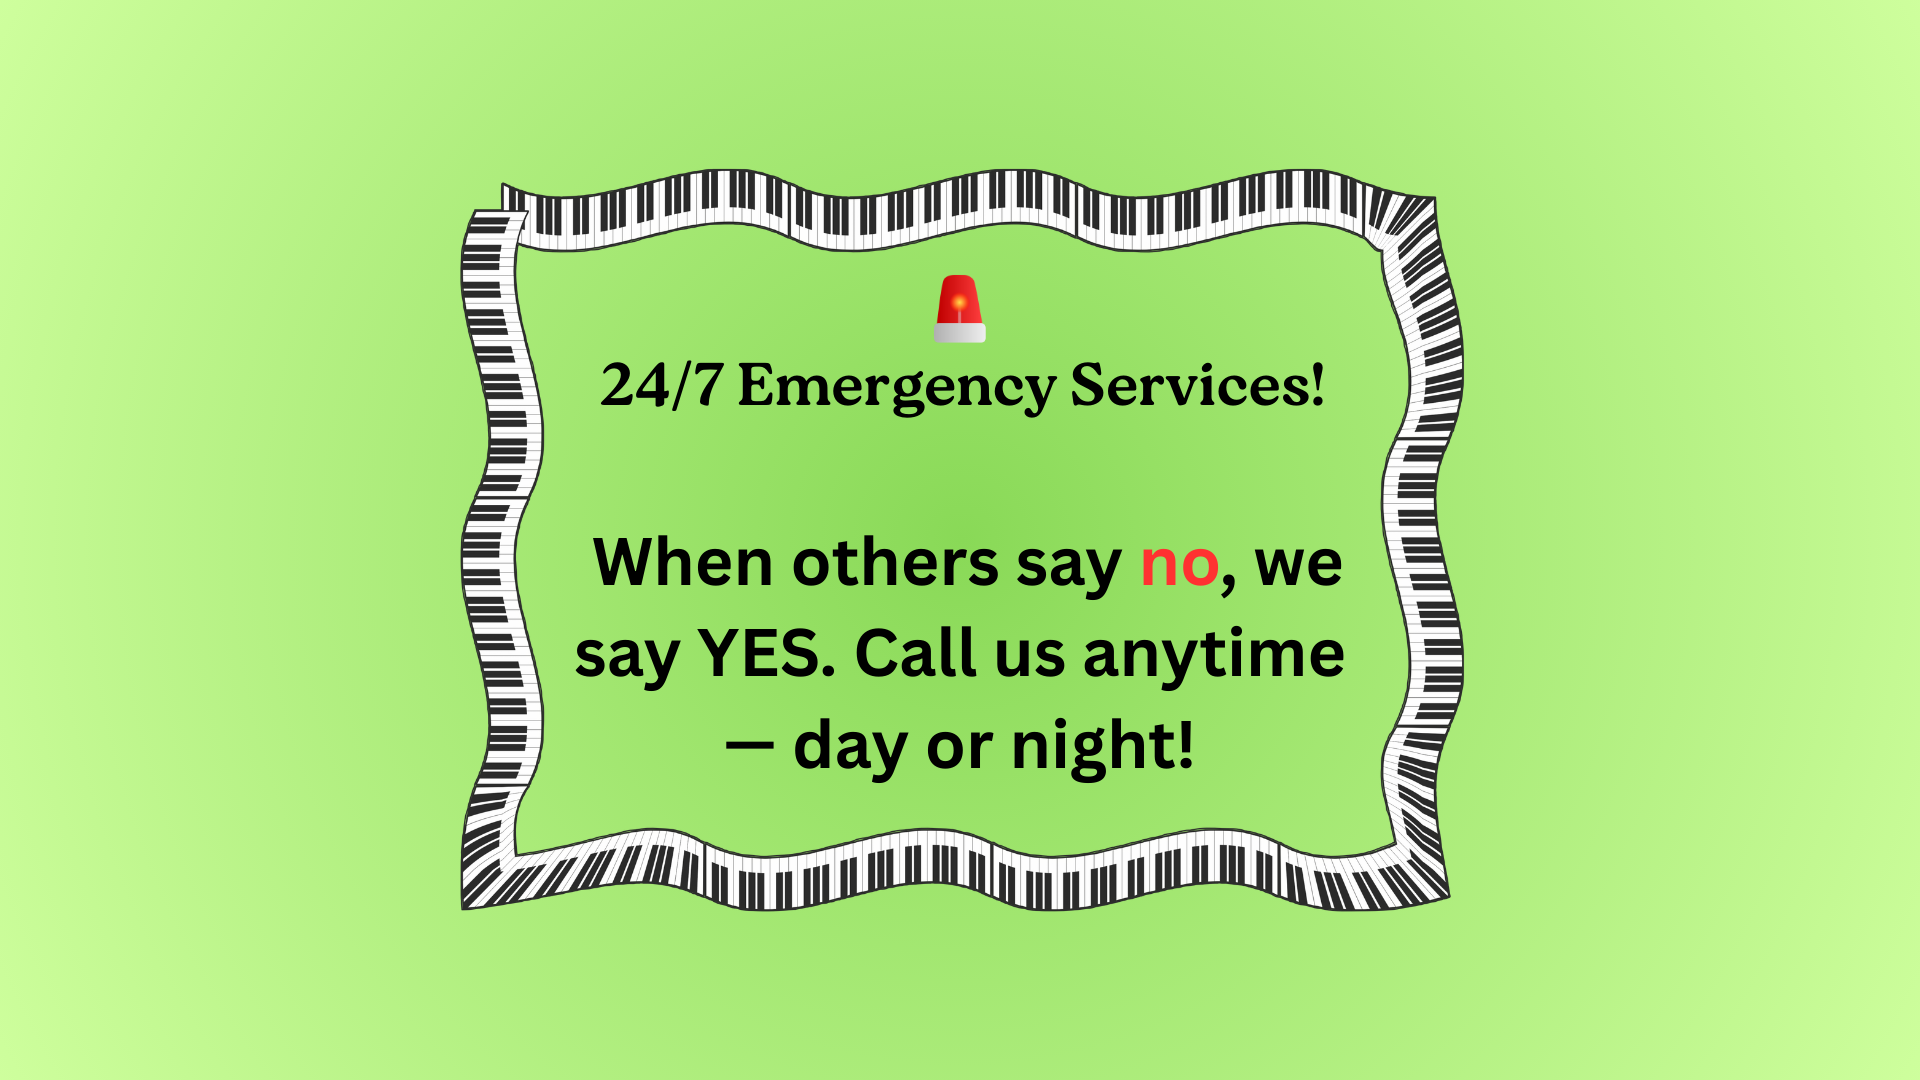 24/7 Emergency Services!
When others say no, we
say YES. Call us anytime
— day or night!